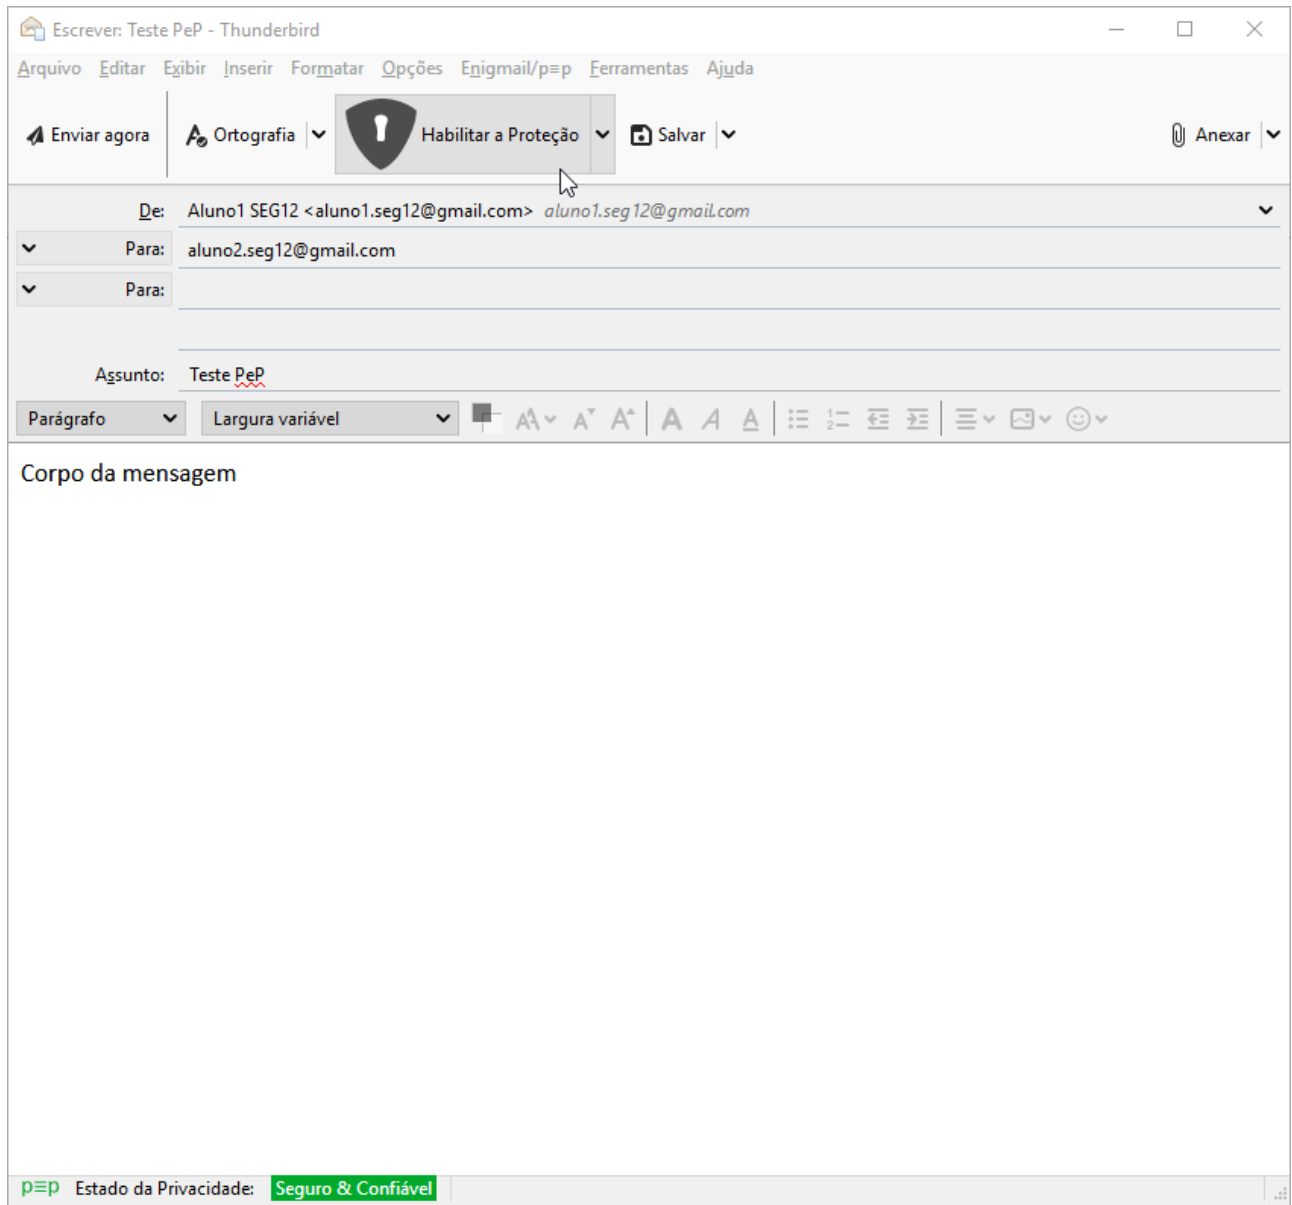 Escrever: Teste PeP - Thunderbird
Arquivo Editar Exibir Inserir Formatar Opções Enigmail/p≡p Ferramentas Ajuda
Enviar agora Ortografia Habilitar a Proteção Salvar Anexar
De: Aluno1 SEG12 <aluno1.seg12@gmail.com> aluno1.seg12@gmail.com
Para: aluno2.seg12@gmail.com
Para:
Assunto: Teste PeP
Parágrafo Largura variável
Corpo da mensagem
p≡p Estado da Privacidade: Seguro & Confiável